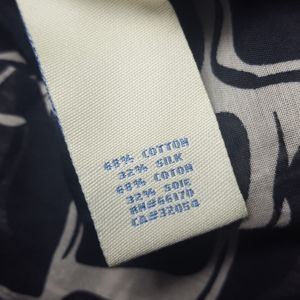 68% COTTON
32% SILK
68% COTON
32% SOIE
RN#66170
CA#32054